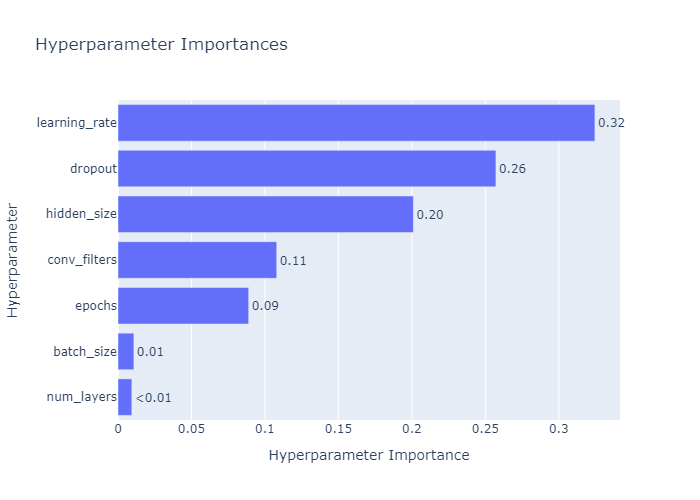 Hyperparameter Importances
learning_rate 0.32
dropout 0.26
hidden_size 0.20
conv_filters 0.11
epochs 0.09
batch_size 0.01
num_layers <0.01
Hyperparameter
0 0.05 0.1 0.15 0.2 0.25 0.3
Hyperparameter Importance